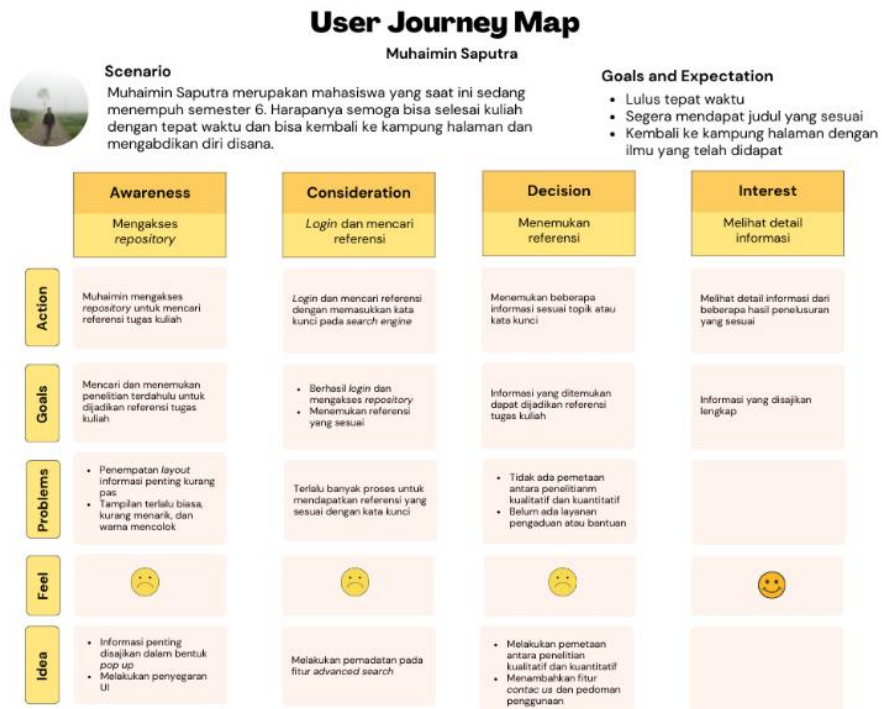 User Journey Map
Muhaimin Saputra
Scenario
Muhaimin Saputra merupakan mahasiswa yang saat ini sedang
menempuh semester 6. Harapanya semoga bisa selesai kuliah
dengan tepat waktu dan bisa kembali ke kampung halaman dan
mengabdikan diri disana.
Goals and Expectation
• Lulus tepat waktu
• Segera mendapat judul yang sesuai
• Kembali ke kampung halaman dengan
ilmu yang telah didapat
Awareness
Mengakses
repository
Consideration
Login dan mencari
referensi
Decision
Menemukan
referensi
Interest
Melihat detail
informasi
Action
Muhaimin mengakses
repository untuk mencari
referensi tugas kuliah
Login dan mencari referensi
dengan memasukkan kata
kunci pada search engine
Menemukan beberapa
informasi sesuai topik atau
kata kunci
Melihat detail informasi dari
beberapa hasil penelusuran
yang sesuai
Goals
Mencari dan menemukan
penelitian terdahulu untuk
dijadikan referensi tugas
kuliah
• Berhasil login dan
mengakses repository
• Menemukan referensi
yang sesuai
Informasi yang ditemukan
dapat dijadikan referensi
tugas kuliah
Informasi yang disajikan
lengkap
Problems
• Penempatan layout
informasi penting kurang
pas
• Tampilan terlalu biasa,
kurang menarik, dan
warna mencolok
Terlalu banyak proses untuk
mendapatkan referensi yang
sesuai dengan kata kunci
• Tidak ada pemetaan
antara penelitianm
kualitatif dan kuantitatif
• Belum ada layanan
pengaduan atau bantuan
Feel
Idea
• Informasi penting
disajikan dalam bentuk
pop up
• Melakukan penyegaran
UI
Melakukan pemadatan pada
fitur advanced search
• Melakukan pemetaan
antara penelitian
kualitatif dan kuantitatif
• Menambahkan fitur
contac us dan pedoman
penggunaan